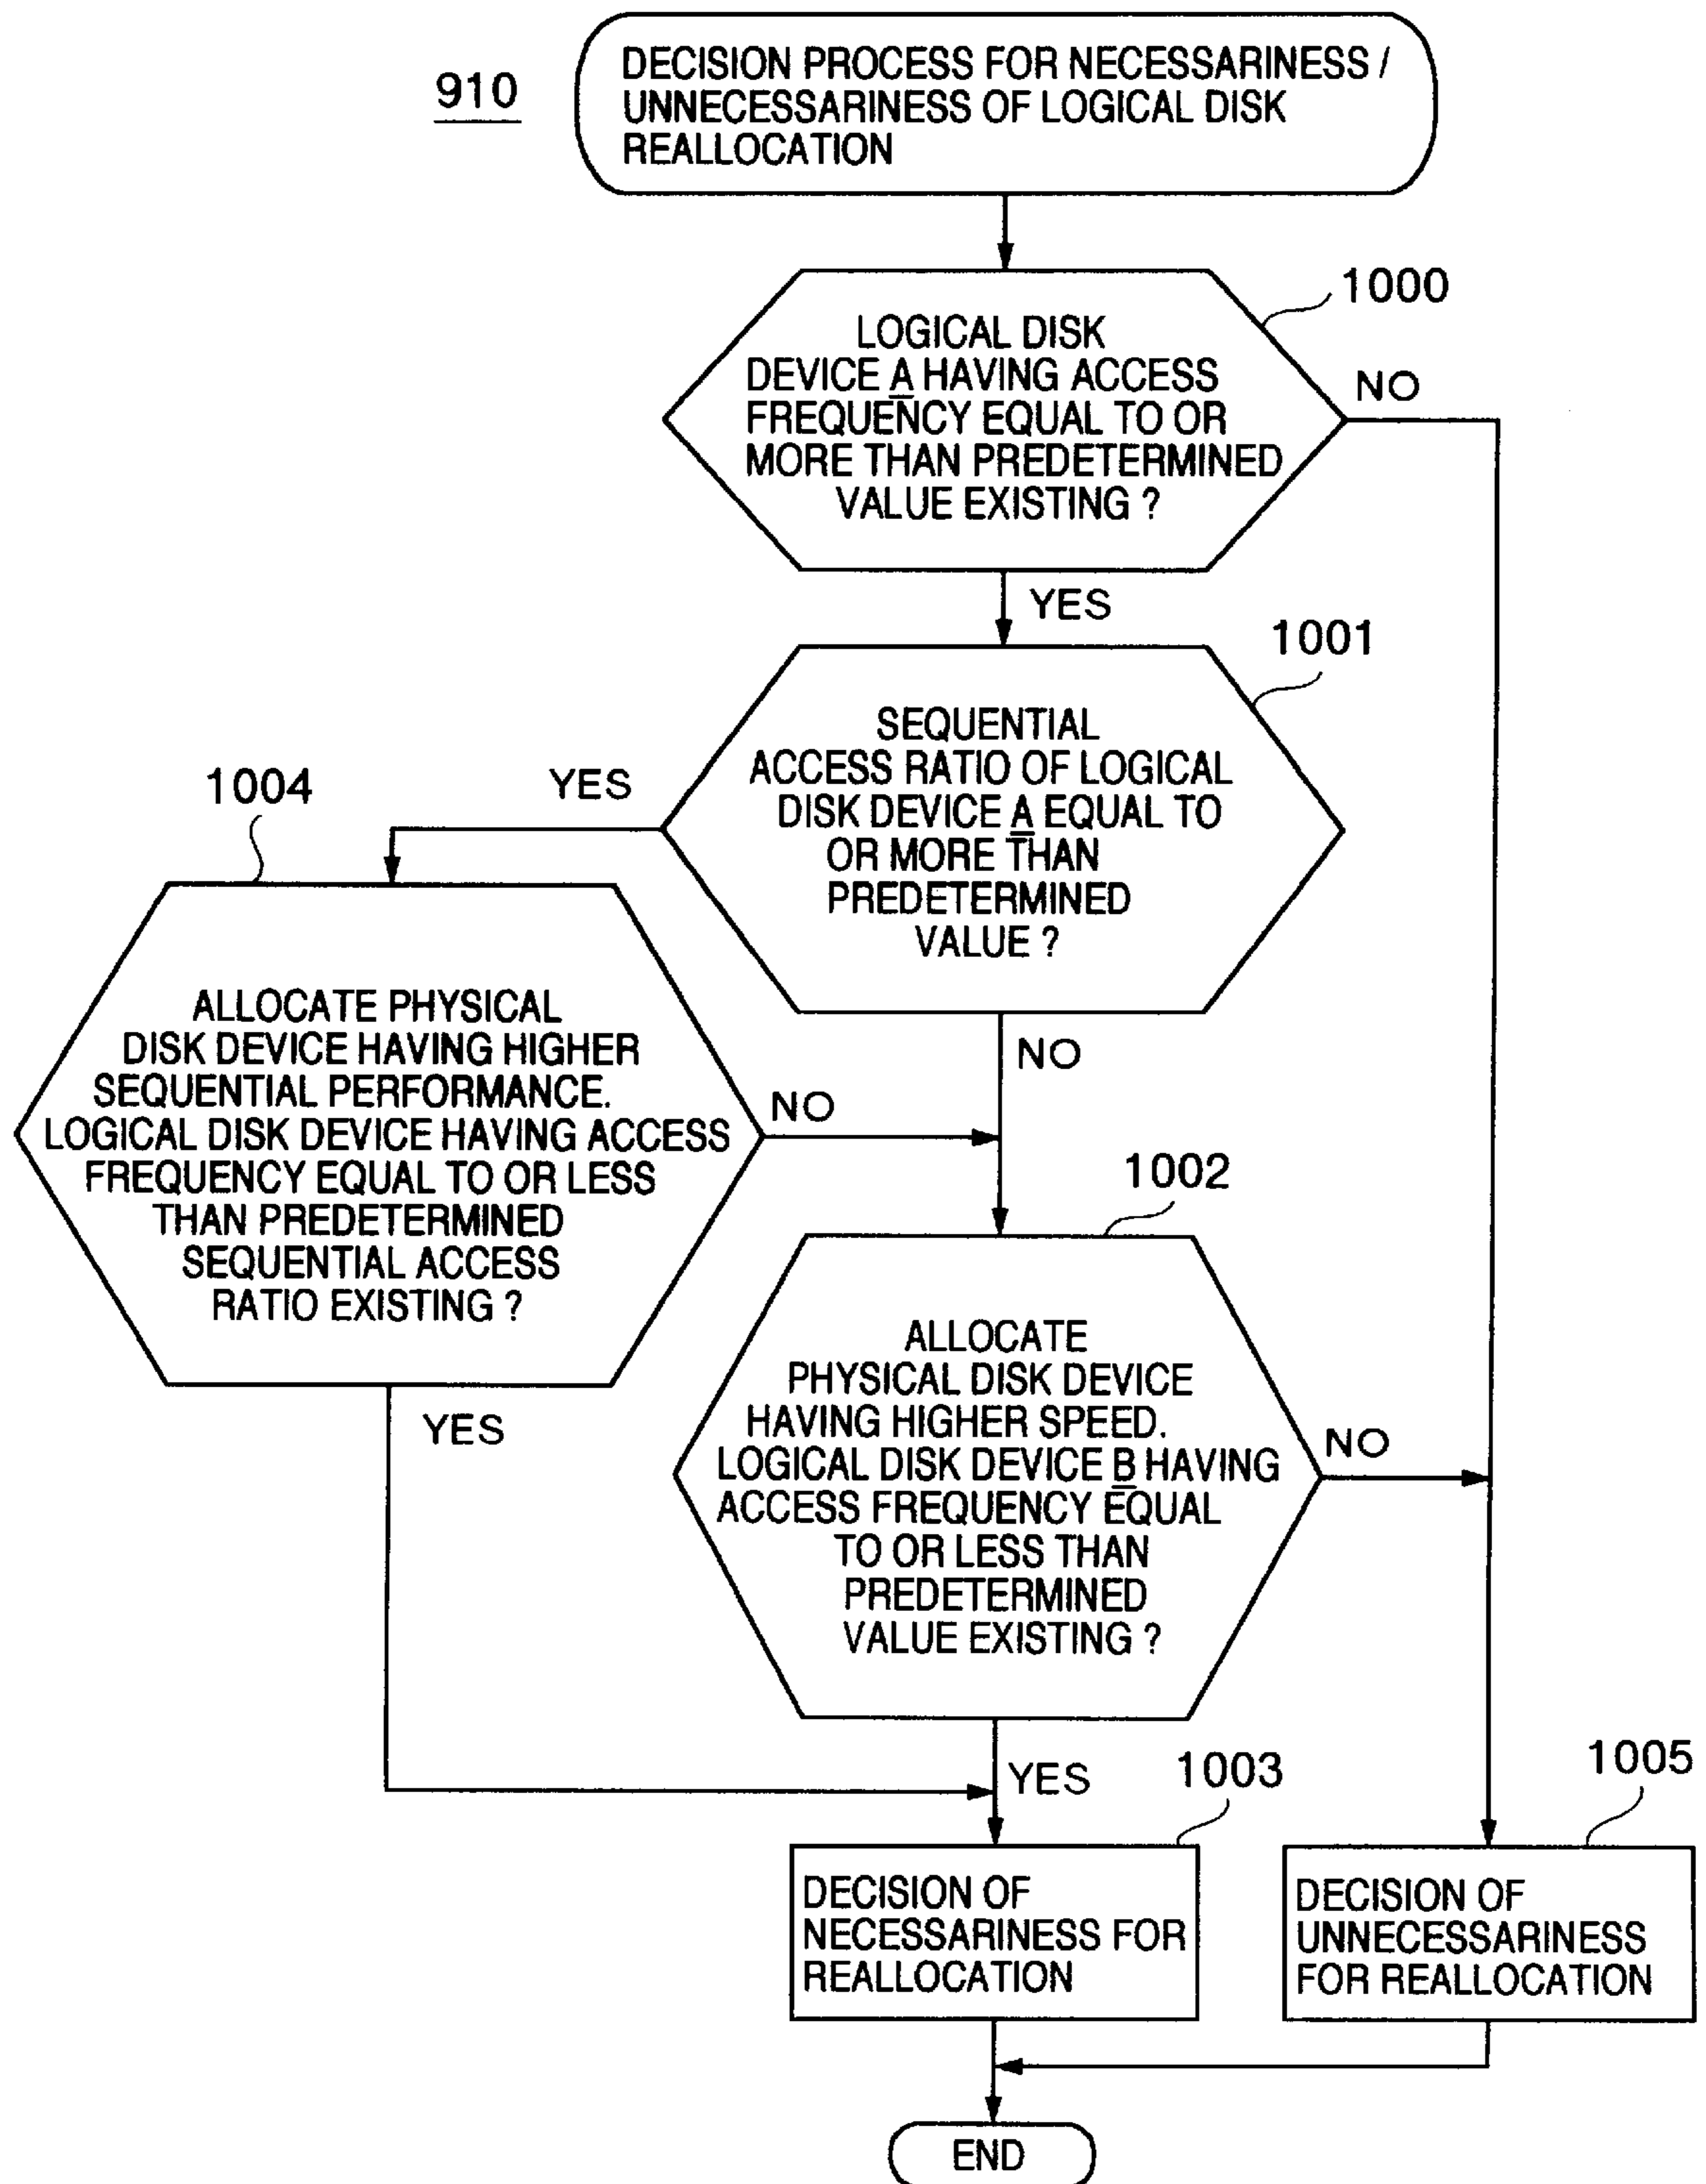 910
DECISION PROCESS FOR NECESSARINESS /
UNNECESSARINESS OF LOGICAL DISK
REALLOCATION
1000
LOGICAL DISK
DEVICE A HAVING ACCESS
FREQUENCY EQUAL TO OR
MORE THAN PREDETERMINED
VALUE EXISTING ?
NO
YES
1001
SEQUENTIAL
ACCESS RATIO OF LOGICAL
DISK DEVICE A EQUAL TO
OR MORE THAN
PREDETERMINED
VALUE ?
YES
NO
1004
ALLOCATE PHYSICAL
DISK DEVICE HAVING HIGHER
SEQUENTIAL PERFORMANCE.
LOGICAL DISK DEVICE HAVING ACCESS
FREQUENCY EQUAL TO OR LESS
THAN PREDETERMINED
SEQUENTIAL ACCESS
RATIO EXISTING ?
NO
YES
1002
ALLOCATE
PHYSICAL DISK DEVICE
HAVING HIGHER SPEED.
LOGICAL DISK DEVICE B HAVING
ACCESS FREQUENCY EQUAL
TO OR LESS THAN
PREDETERMINED
VALUE EXISTING ?
NO
YES
1003
DECISION OF
NECESSARINESS FOR
REALLOCATION
1005
DECISION OF
UNNECESSARINESS
FOR REALLOCATION
END